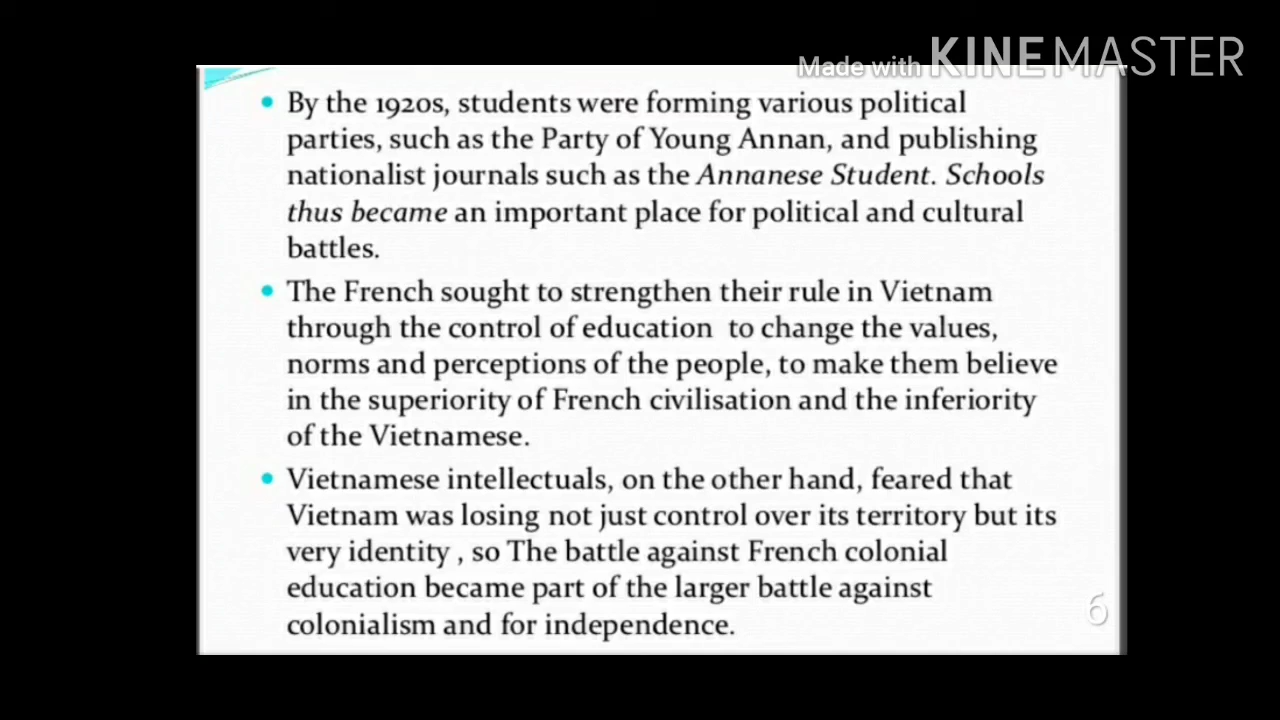 Made with KINEMASTER
• By the 1920s, students were forming various political
parties, such as the Party of Young Annan, and publishing
nationalist journals such as the Annanese Student. Schools
thus became an important place for political and cultural
battles.
• The French sought to strengthen their rule in Vietnam
through the control of education to change the values,
norms and perceptions of the people, to make them believe
in the superiority of French civilisation and the inferiority
of the Vietnamese.
• Vietnamese intellectuals, on the other hand, feared that
Vietnam was losing not just control over its territory but its
very identity , so The battle against French colonial
education became part of the larger battle against
colonialism and for independence.
6